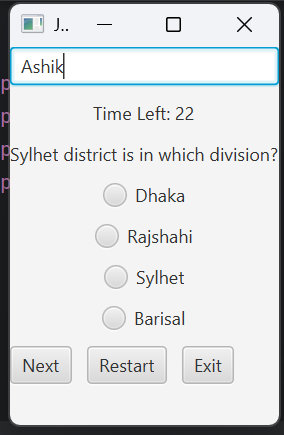 J..
Ashik
Time Left: 22
Sylhet district is in which division?
Dhaka
Rajshahi
Sylhet
Barisal
Next Restart Exit